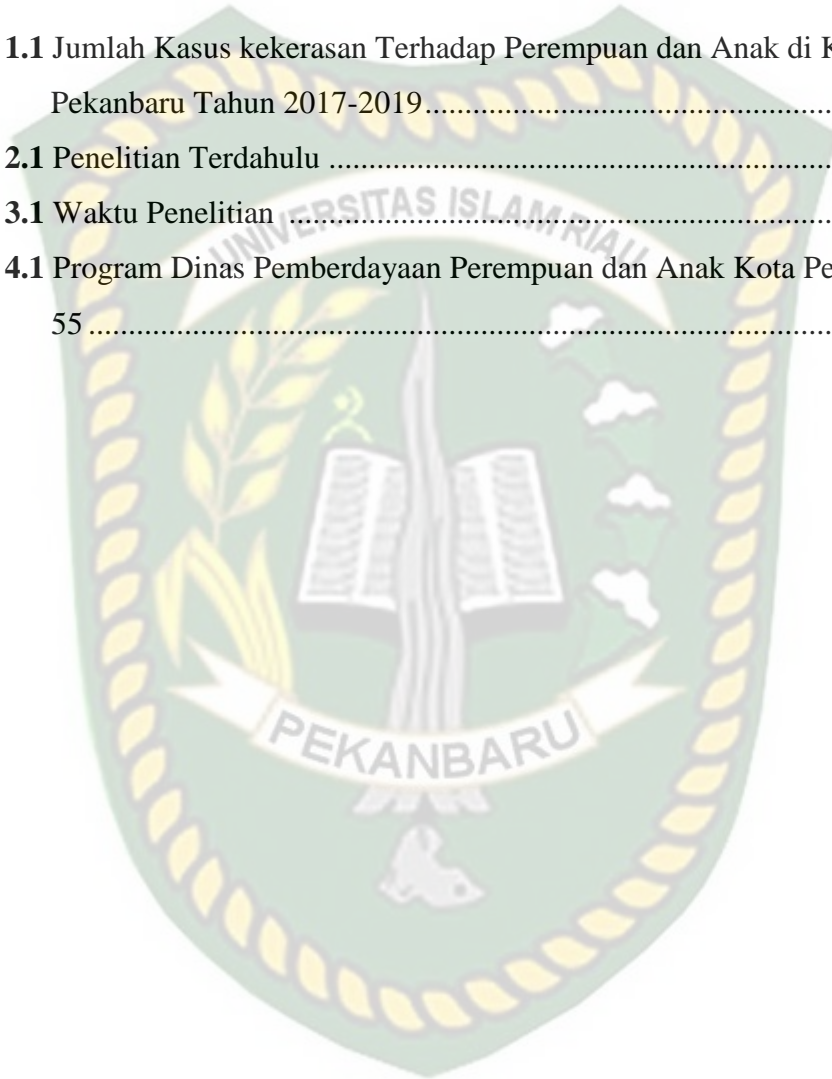 1.1 Jumlah Kasus kekerasan Terhadap Perempuan dan Anak di K
Pekanbaru Tahun 2017-2019....................................................
2.1 Penelitian Terdahulu ................................................................
3.1 Waktu Penelitian .....................................................................
4.1 Program Dinas Pemberdayaan Perempuan dan Anak Kota Pe
55 ..............................................................................................
UNIVERSITAS ISLAM RIAU
PEKANBARU